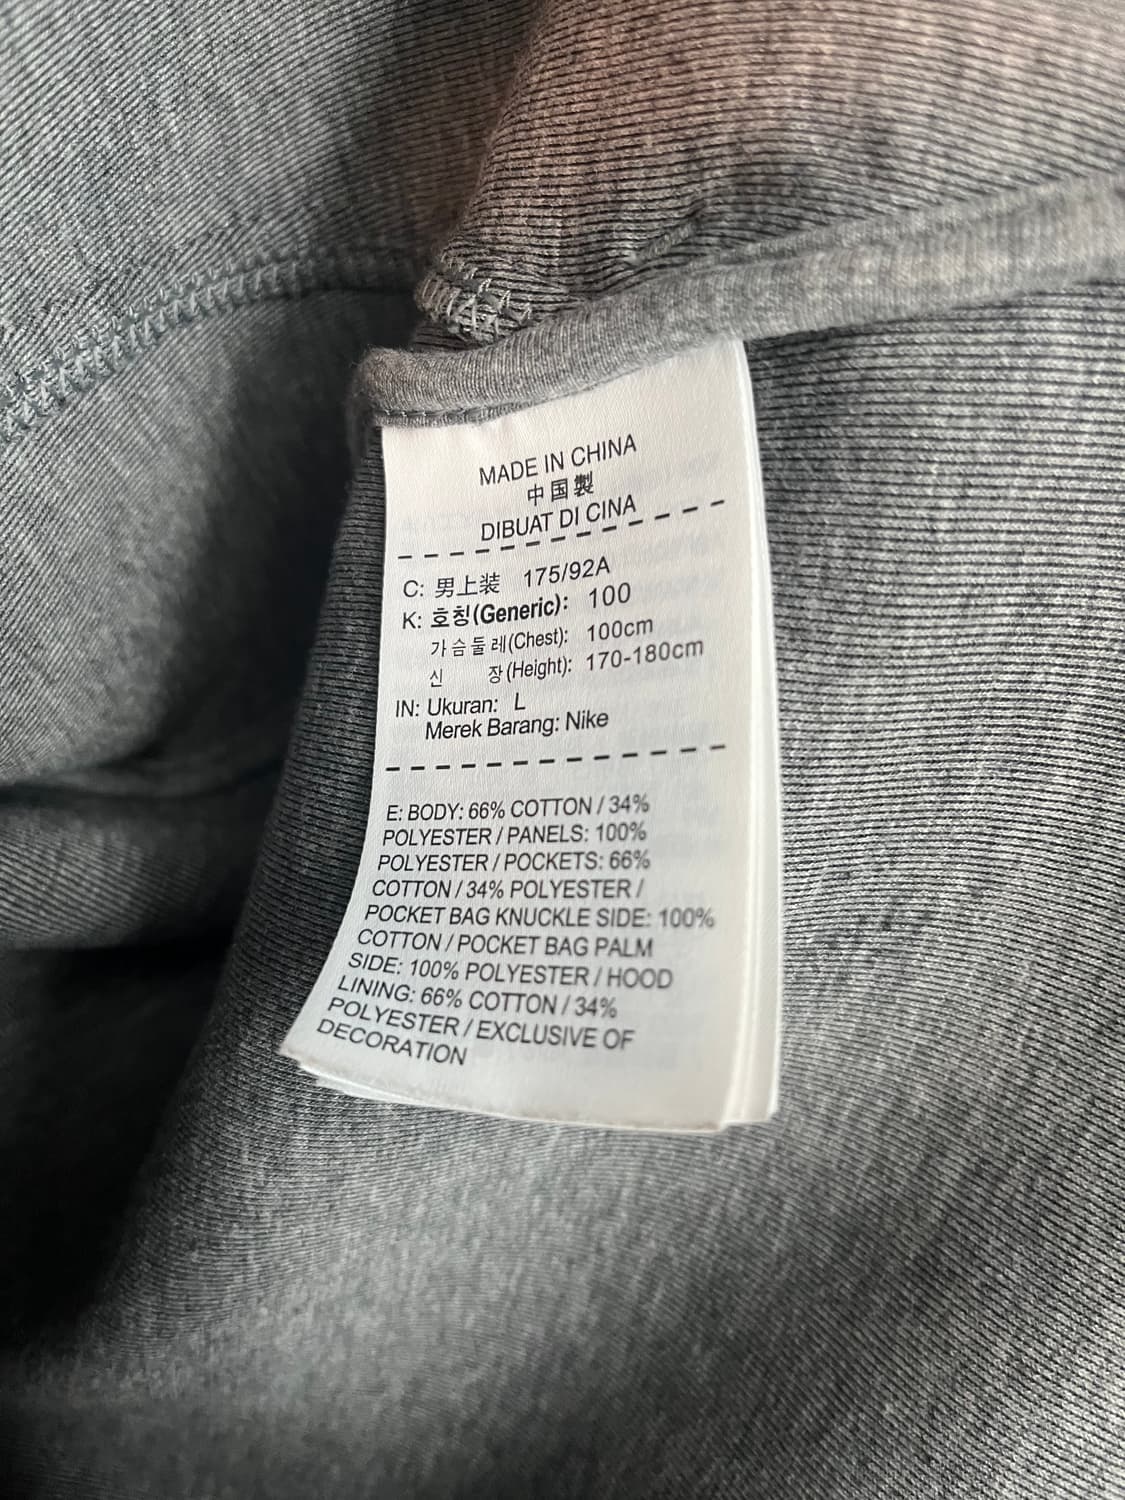 MADE IN CHINA
中国製
DIBUAT DI CINA
C: 男上装 175/92A
K: 호칭(Generic): 100
가슴둘레(Chest): 100cm
신 장(Height): 170-180cm
IN: Ukuran: L
Merek Barang: Nike
E: BODY: 66% COTTON / 34%
POLYESTER / PANELS: 100%
POLYESTER / POCKETS: 66%
COTTON / 34% POLYESTER /
POCKET BAG KNUCKLE SIDE: 100%
COTTON / POCKET BAG PALM
SIDE: 100% POLYESTER / HOOD
LINING: 66% COTTON / 34%
POLYESTER / EXCLUSIVE OF
DECORATION